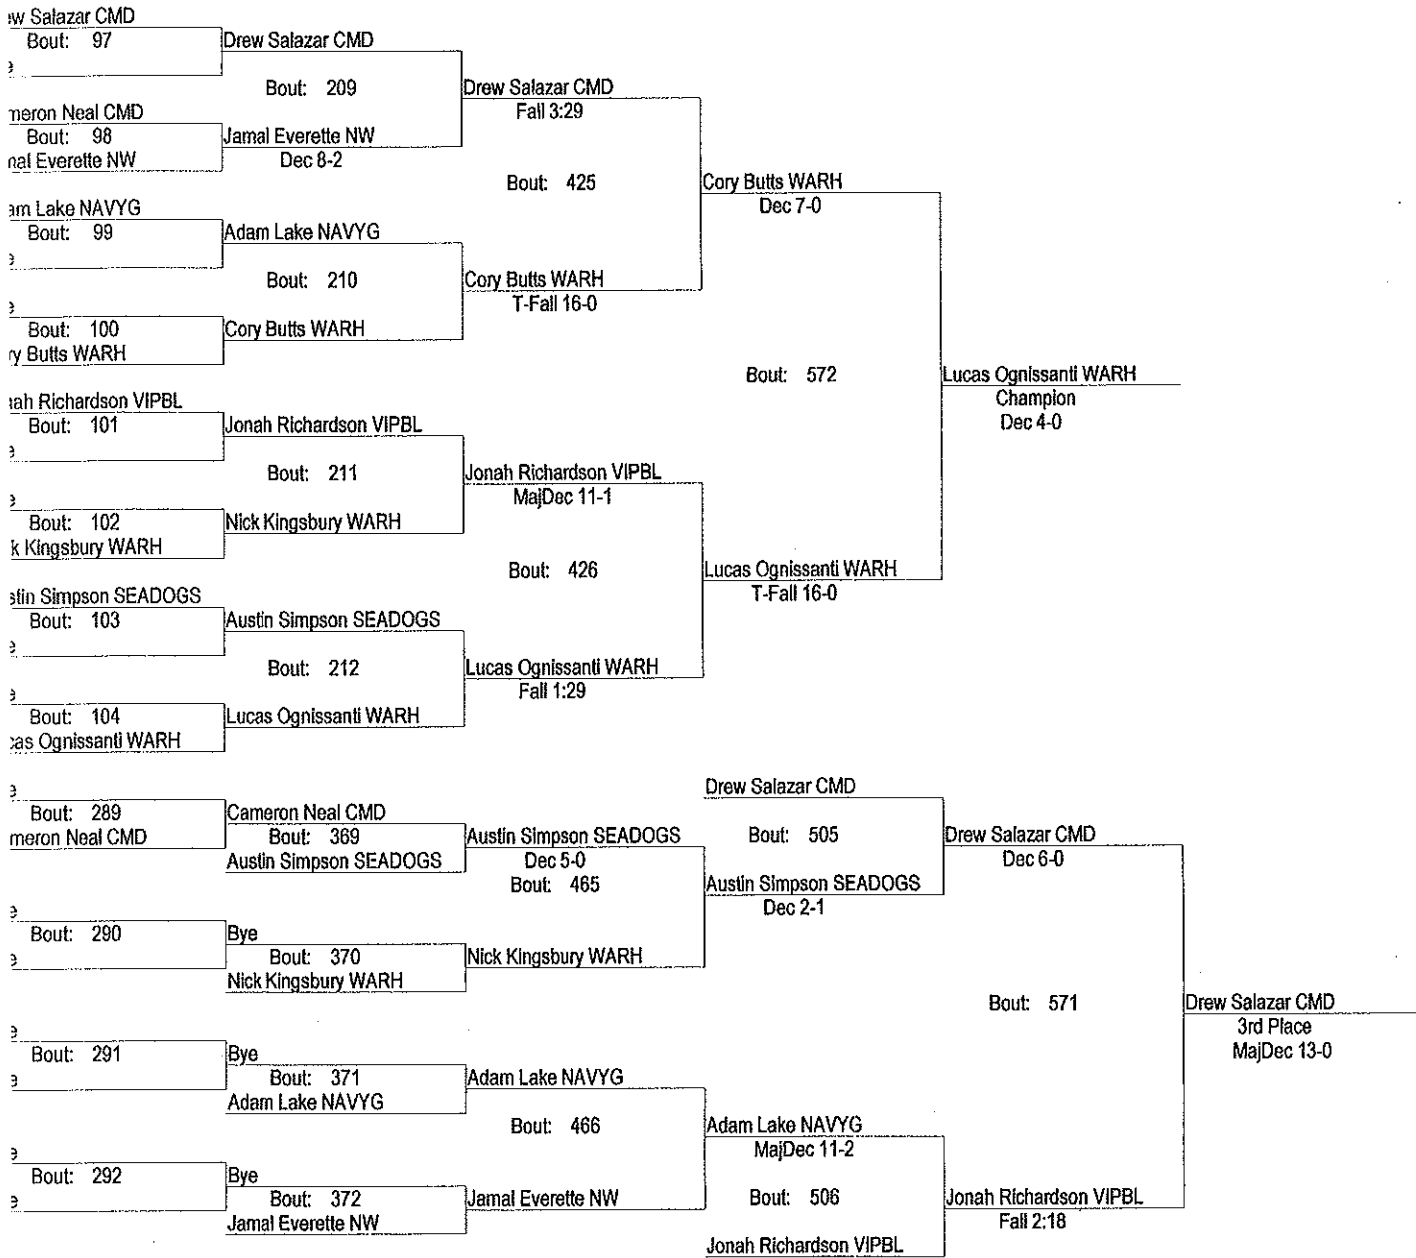 ew Salazar CMD
Bout: 97
e
Drew Salazar CMD
Bout: 209
Drew Salazar CMD
Fall 3:29
meron Neal CMD
Bout: 98
mal Everette NW
Jamal Everette NW
Dec 8-2
Bout: 425
Cory Butts WARH
Dec 7-0
am Lake NAVYG
Bout: 99
e
Adam Lake NAVYG
Bout: 210
Cory Butts WARH
T-Fall 16-0
e
Bout: 100
ry Butts WARH
Cory Butts WARH
Bout: 572
Lucas Ognissanti WARH
Champion
Dec 4-0
nah Richardson VIPBL
Bout: 101
e
Jonah Richardson VIPBL
Bout: 211
Jonah Richardson VIPBL
MajDec 11-1
e
Bout: 102
k Kingsbury WARH
Nick Kingsbury WARH
Bout: 426
Lucas Ognissanti WARH
T-Fall 16-0
stin Simpson SEADOGS
Bout: 103
e
Austin Simpson SEADOGS
Bout: 212
Lucas Ognissanti WARH
Fall 1:29
e
Bout: 104
cas Ognissanti WARH
Lucas Ognissanti WARH
e
Bout: 289
meron Neal CMD
Cameron Neal CMD
Bout: 369
Austin Simpson SEADOGS
Austin Simpson SEADOGS
Dec 5-0
Bout: 465
Drew Salazar CMD
Bout: 505
Austin Simpson SEADOGS
Dec 2-1
Drew Salazar CMD
Dec 6-0
e
Bout: 290
e
Bye
Bout: 370
Nick Kingsbury WARH
Nick Kingsbury WARH
Bout: 571
Drew Salazar CMD
3rd Place
MajDec 13-0
e
Bout: 291
e
Bye
Bout: 371
Adam Lake NAVYG
Adam Lake NAVYG
Bout: 466
Adam Lake NAVYG
MajDec 11-2
e
Bout: 292
e
Bye
Bout: 372
Jamal Everette NW
Jamal Everette NW
Bout: 506
Jonah Richardson VIPBL
Jonah Richardson VIPBL
Fall 2:18